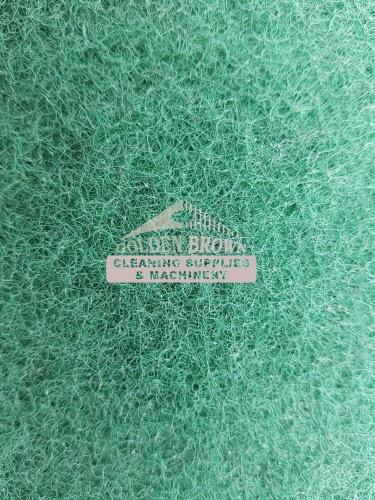 GOLDEN BROWN
CLEANING SUPPLIES
& MACHINERY